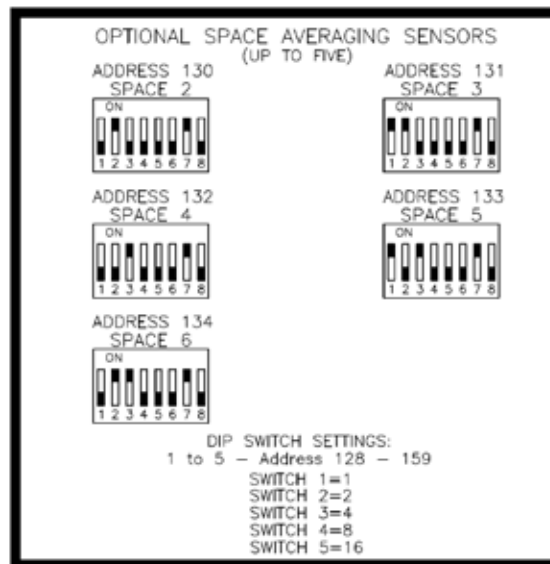 OPTIONAL SPACE AVERAGING SENSORS
(UP TO FIVE)
ADDRESS 130
SPACE 2
ON
1 2 3 4 5 6 7 8
ADDRESS 131
SPACE 3
ON
1 2 3 4 5 6 7 8
ADDRESS 132
SPACE 4
ON
1 2 3 4 5 6 7 8
ADDRESS 133
SPACE 5
ON
1 2 3 4 5 6 7 8
ADDRESS 134
SPACE 6
ON
1 2 3 4 5 6 7 8
DIP SWITCH SETTINGS:
1 to 5 – Address 128 – 159
SWITCH 1=1
SWITCH 2=2
SWITCH 3=4
SWITCH 4=8
SWITCH 5=16